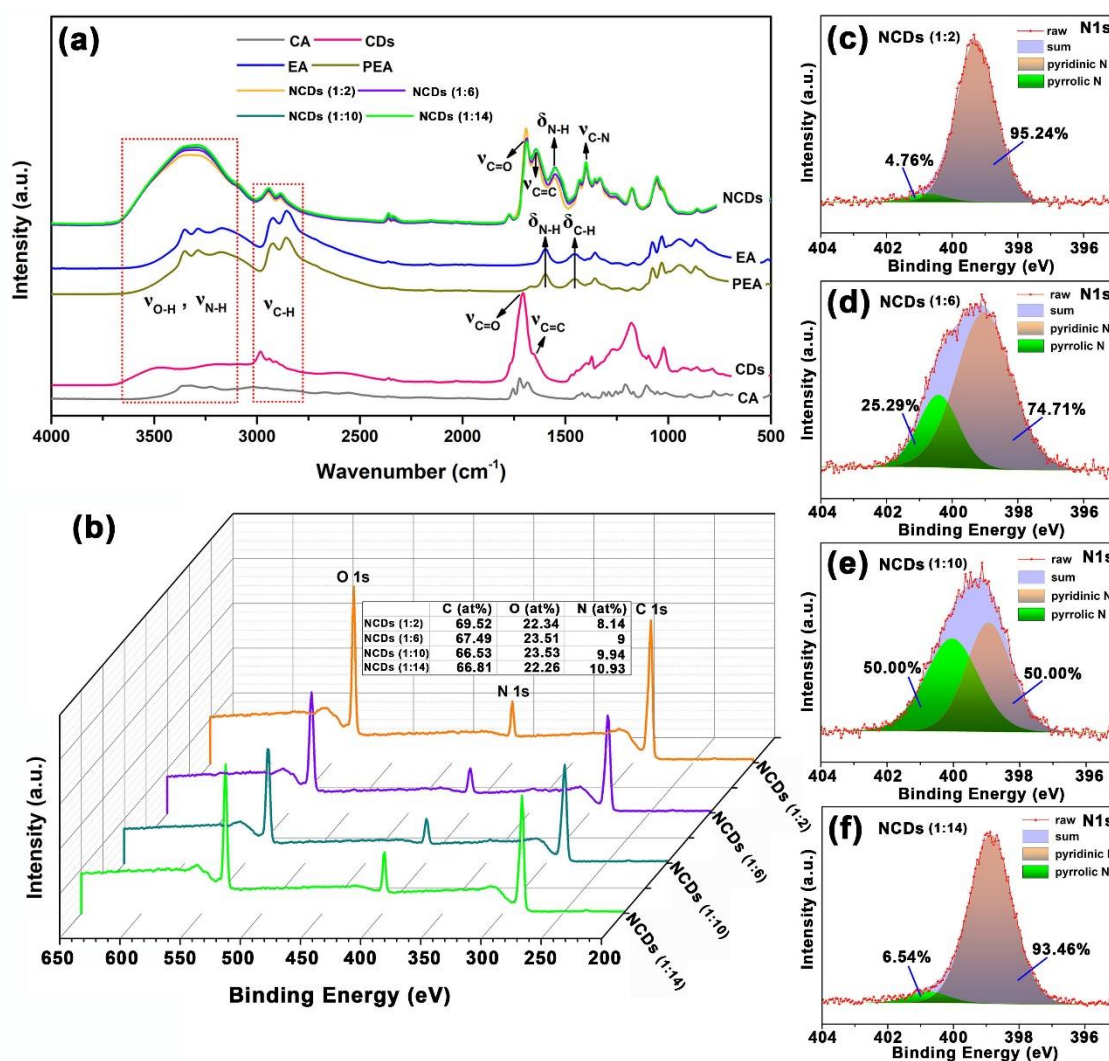 (a)
CA CDs
EA PEA
NCDs (1:2) NCDs (1:6)
NCDs (1:10) NCDs (1:14)
νC=O
νC=C
δN-H
νC-N
NCDs
EA
δN-H δC-H
PEA
νO-H , νN-H
νC-H
νC=O
νC=C
CDs
CA
Intensity (a.u.)
4000 3500 3000 2500 2000 1500 1000 500
Wavenumber (cm-1)
(b)
O 1s
C (at%) O (at%) N (at%)
NCDs (1:2) 69.52 22.34 8.14
NCDs (1:6) 67.49 23.51 9
NCDs (1:10) 66.53 23.53 9.94
NCDs (1:14) 66.81 22.26 10.93
C 1s
N 1s
NCDs (1:2)
NCDs (1:6)
NCDs (1:10)
NCDs (1:14)
Intensity (a.u.)
650 600 550 500 450 400 350 300 250 200
Binding Energy (eV)
(c) NCDs (1:2)
raw N1s
sum
pyridinic N
pyrrolic N
4.76%
95.24%
Intensity (a.u.)
404 402 400 398 396
Binding Energy (eV)
(d) NCDs (1:6)
raw N1s
sum
pyridinic N
pyrrolic N
25.29%
74.71%
Intensity (a.u.)
404 402 400 398 396
Binding Energy (eV)
(e) NCDs (1:10)
raw N1s
sum
pyridinic N
pyrrolic N
50.00% 50.00%
Intensity (a.u.)
404 402 400 398 396
Binding Energy (eV)
(f) NCDs (1:14)
raw N1s
sum
pyridinic N
pyrrolic N
6.54% 93.46%
Intensity (a.u.)
404 402 400 398 396
Binding Energy (eV)